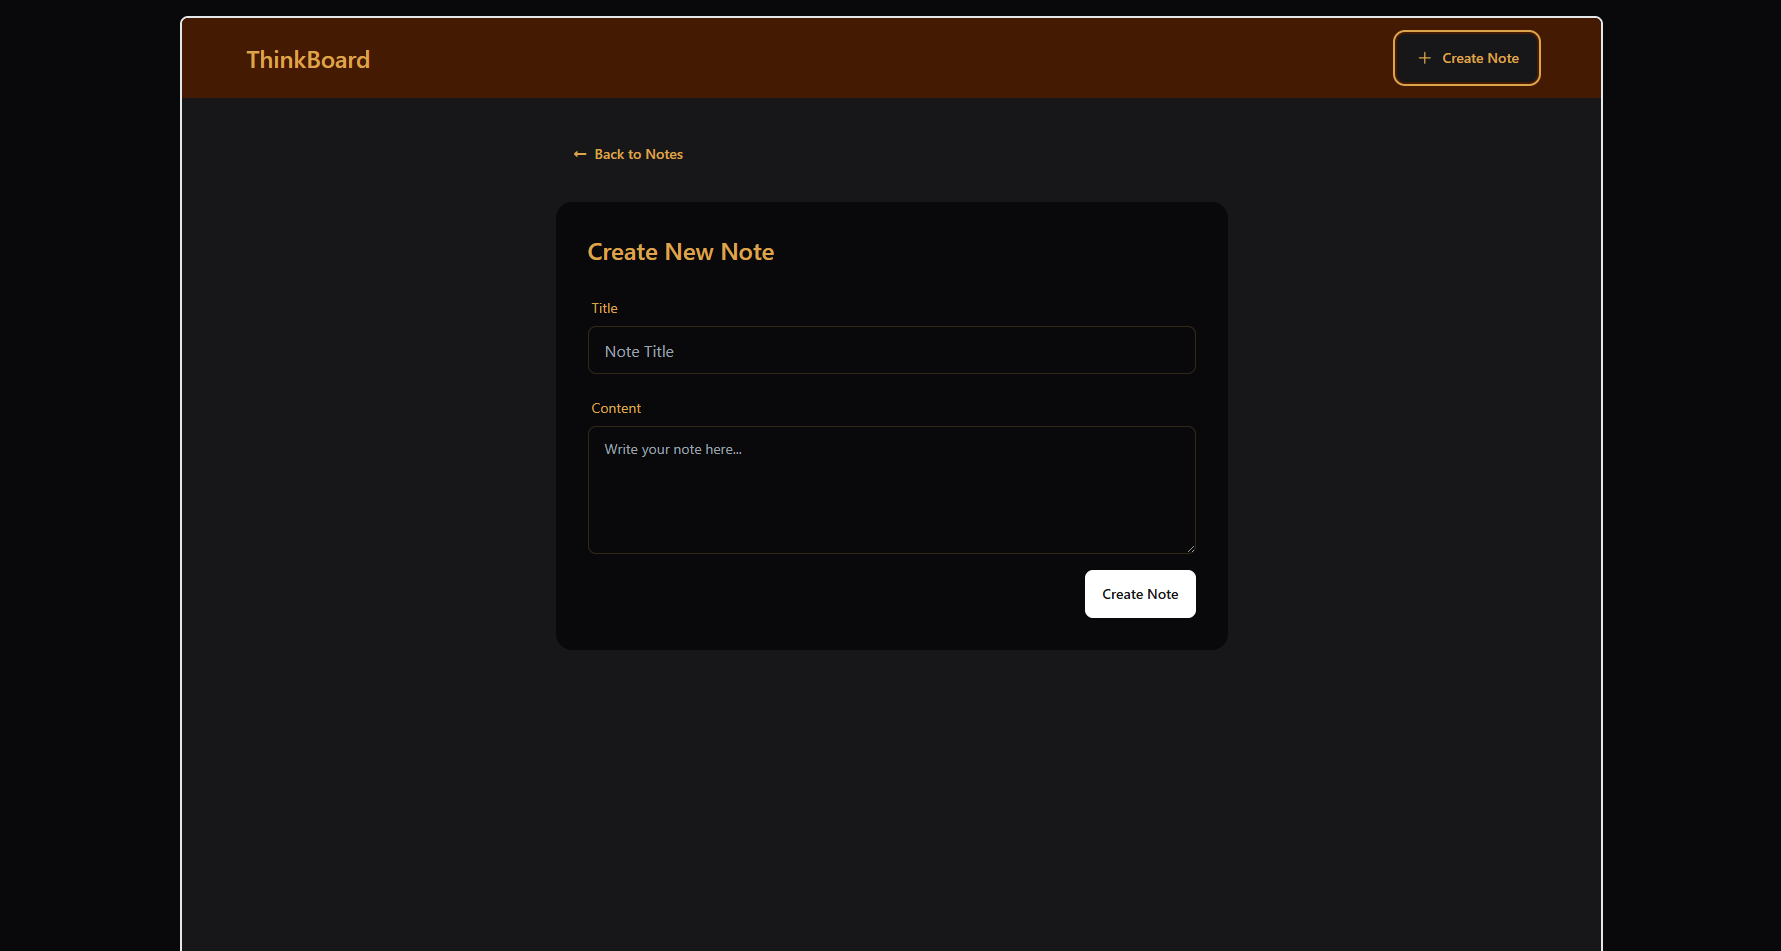 ThinkBoard
Create Note
Back to Notes
Create New Note
Title
Note Title
Content
Write your note here...
Create Note